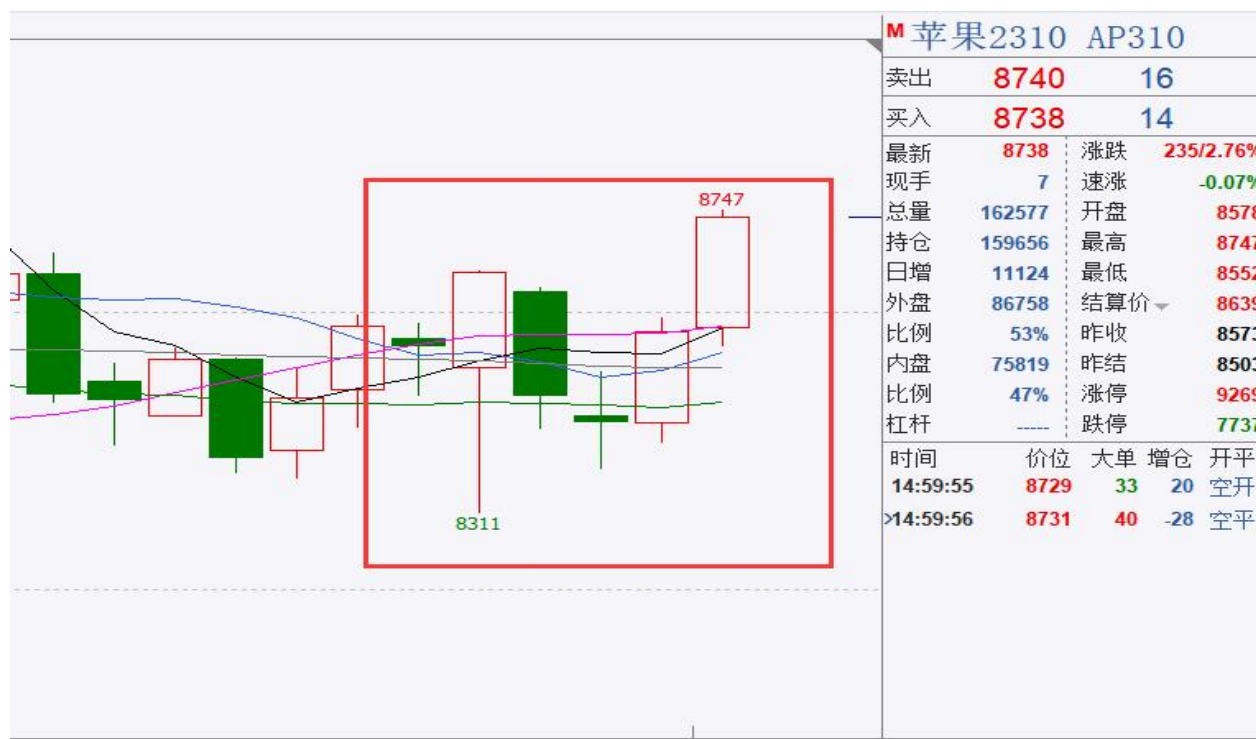 M 苹果2310 AP310
卖出 8740 16
买入 8738 14
最新 8738 涨跌 235/2.76%
现手 7 速涨 -0.07%
总量 162577 开盘 8578
持仓 159656 最高 8747
日增 11124 最低 8552
外盘 86758 结算价 8639
比例 53% 昨收 8573
内盘 75819 昨结 8503
比例 47% 涨停 9269
杠杆 ----- 跌停 7737
时间 价位 大单 增仓 开平
14:59:55 8729 33 20 空开
>14:59:56 8731 40 -28 空平
8747
8311